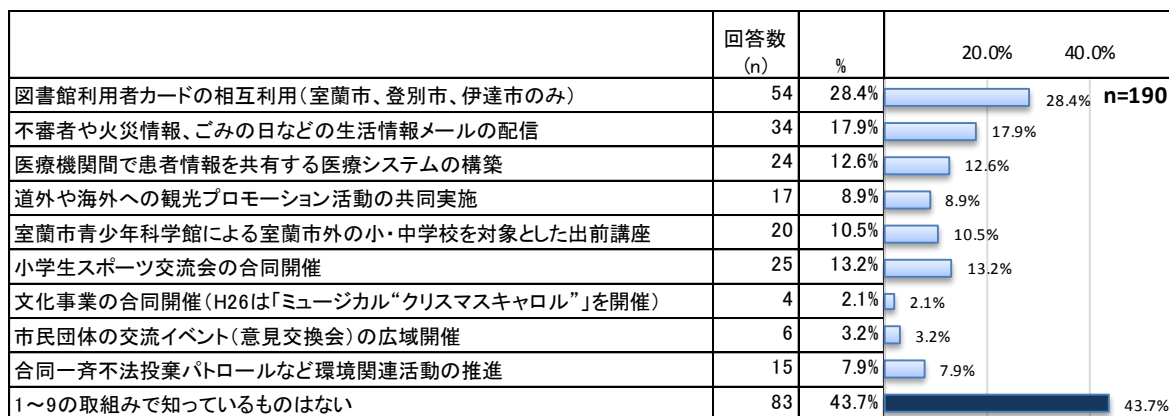 回答数
(n) % 20.0% 40.0%
図書館利用者カードの相互利用(室蘭市、登別市、伊達市のみ) 54 28.4% 28.4% n=190
不審者や火災情報、ごみの日などの生活情報メールの配信 34 17.9% 17.9%
医療機関間で患者情報を共有する医療システムの構築 24 12.6% 12.6%
道外や海外への観光プロモーション活動の共同実施 17 8.9% 8.9%
室蘭市青少年科学館による室蘭市外の小・中学校を対象とした出前講座 20 10.5% 10.5%
小学生スポーツ交流会の合同開催 25 13.2% 13.2%
文化事業の合同開催(H26は「ミュージカル“クリスマスキャロル”」を開催) 4 2.1% 2.1%
市民団体の交流イベント(意見交換会)の広域開催 6 3.2% 3.2%
合同一斉不法投棄パトロールなど環境関連活動の推進 15 7.9% 7.9%
1~9の取組みで知っているものはない 83 43.7% 43.7%